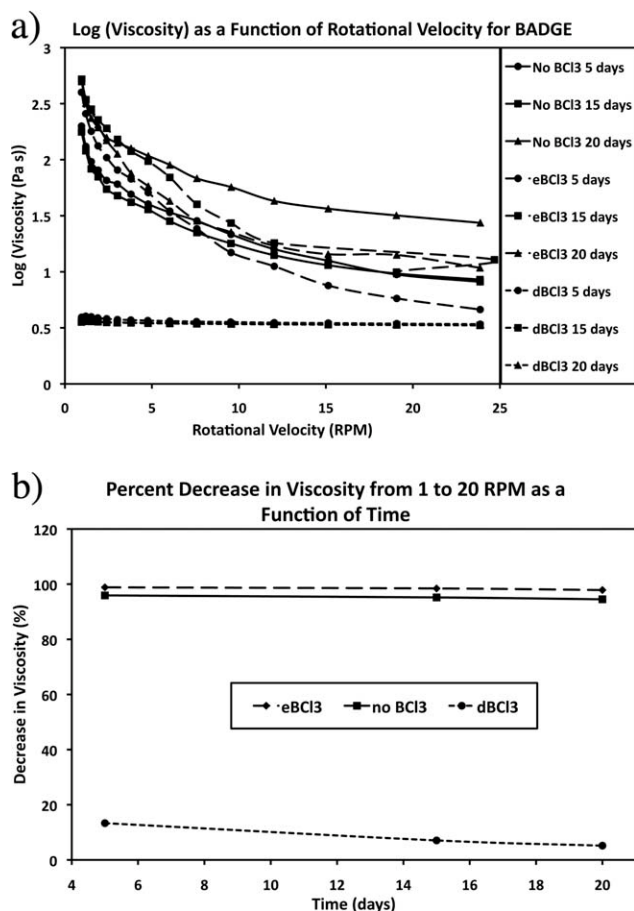 a)
Log (Viscosity) as a Function of Rotational Velocity for BADGE
3
2.5
2
1.5
1
0.5
0
Log (Viscosity (Pa s))
0 5 10 15 20 25
Rotational Velocity (RPM)
No BCl3 5 days
No BCl3 15 days
No BCl3 20 days
eBCl3 5 days
eBCl3 15 days
eBCl3 20 days
dBCl3 5 days
dBCl3 15 days
dBCl3 20 days
b)
Percent Decrease in Viscosity from 1 to 20 RPM as a
Function of Time
120
100
80
60
40
20
0
Decrease in Viscosity (%)
eBCl3 no BCl3 dBCl3
4 6 8 10 12 14 16 18 20
Time (days)